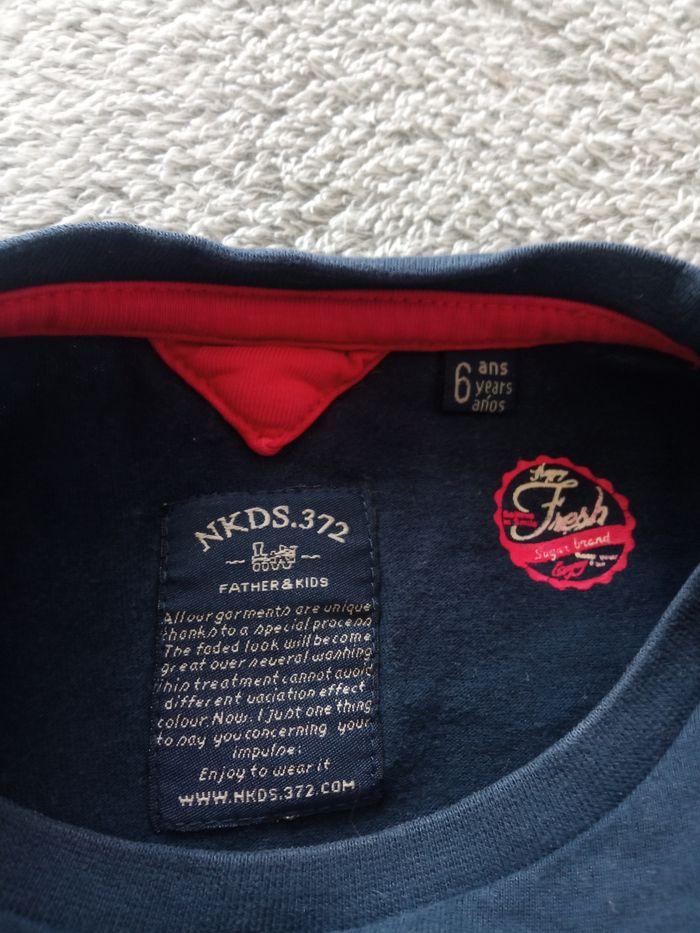 6 ans
years
años
NKDS.372
FATHER & KIDS
All our garments are unique
thanks to a special process
The faded look will become
great over several washing
this treatment cannot avoid
different vaciation effect
colour. Now. I just one thing
to say you concerning your
impulse:
Enjoy to wear it
WWW.NKDS.372.COM
Fresh
Sugar brand